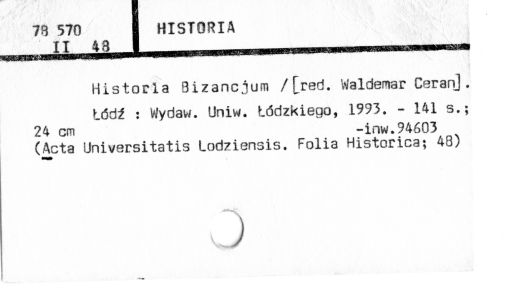 78 570
II 48
HISTORIA
Historia Bizancjum /[red. Waldemar Ceran].
Łódź : Wydaw. Uniw. Łódzkiego, 1993. - 141 s.;
24 cm -inw.94603
(Acta Universitatis Lodziensis. Folia Historica; 48)